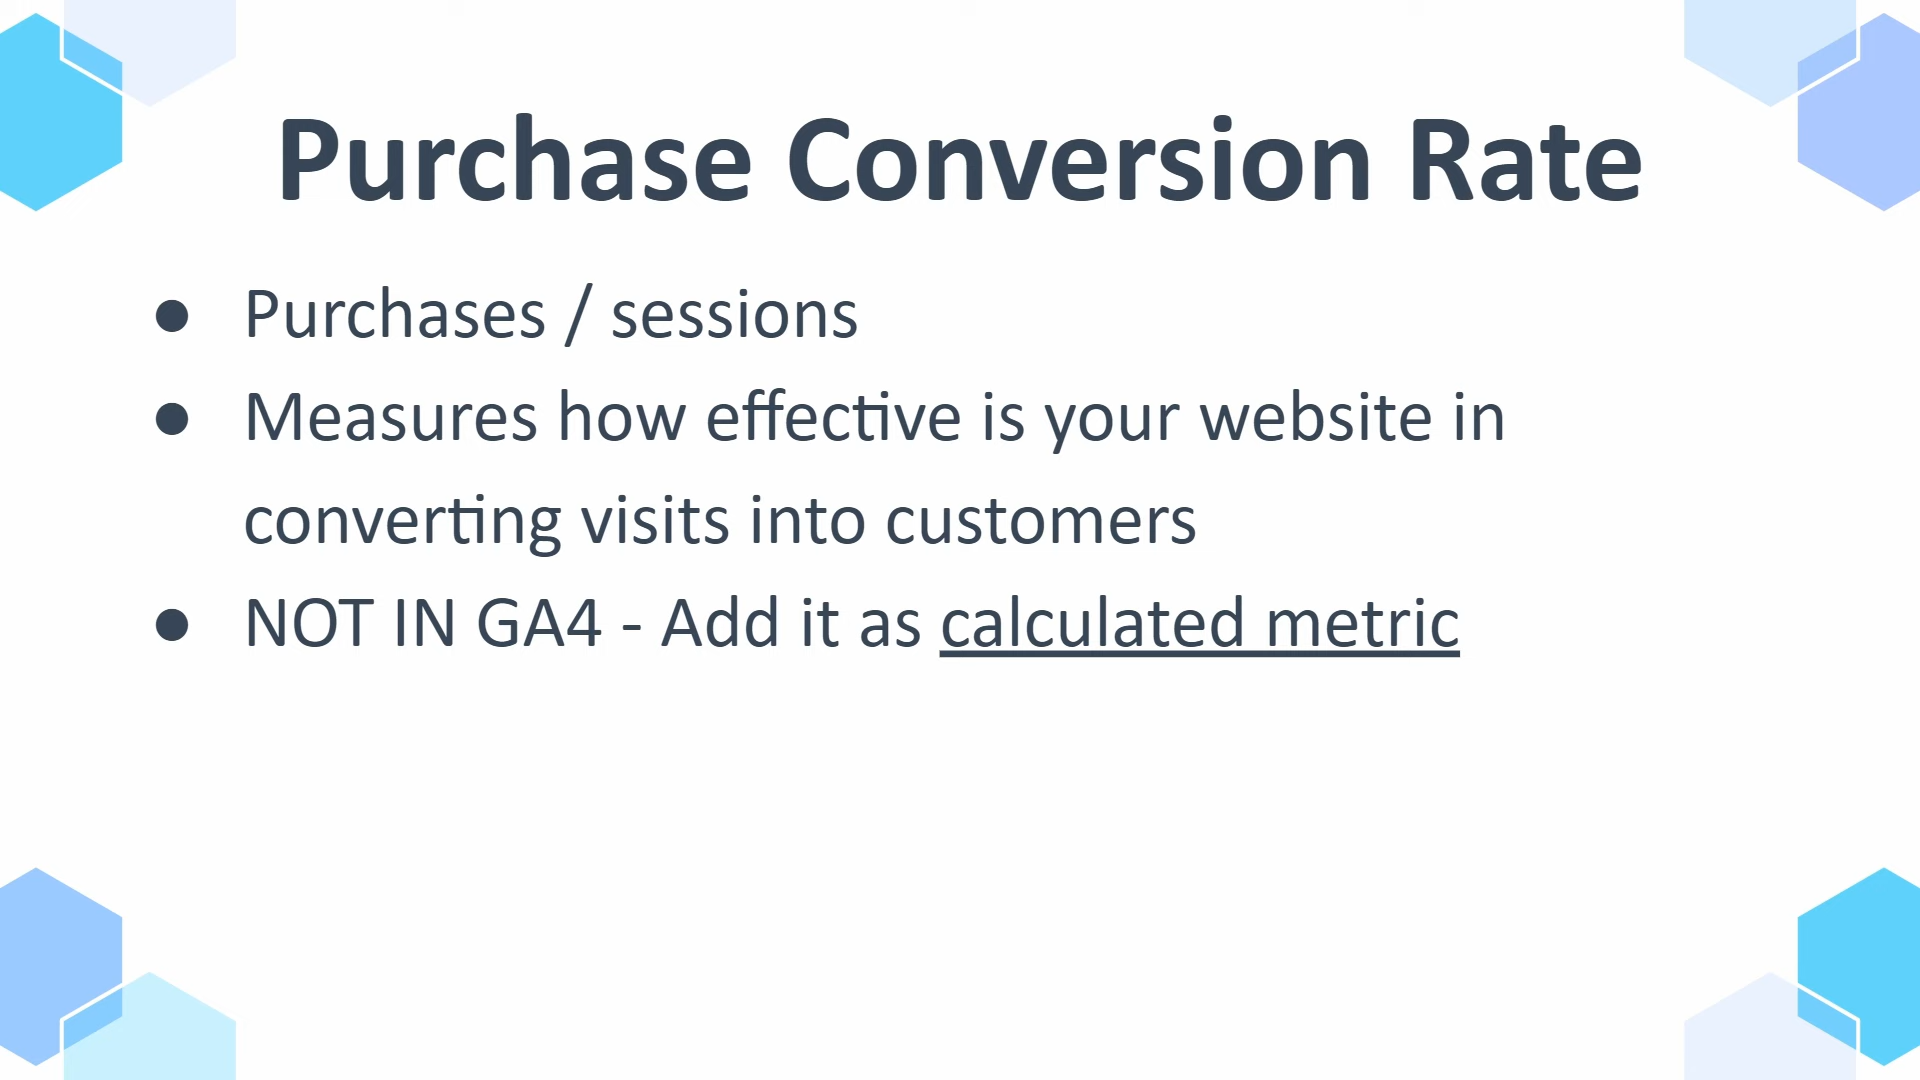 Purchase Conversion Rate
● Purchases / sessions
● Measures how effective is your website in
converting visits into customers
● NOT IN GA4 - Add it as calculated metric